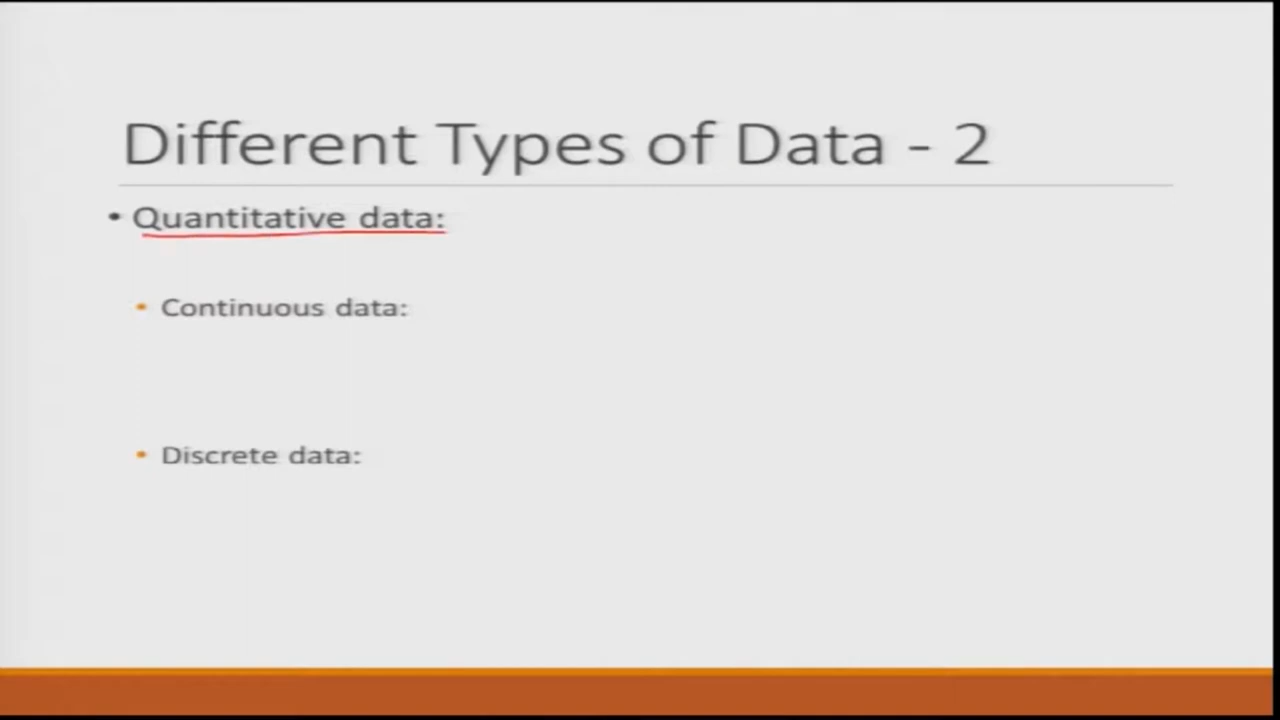 Different Types of Data - 2
• Quantitative data:
• Continuous data:
• Discrete data: